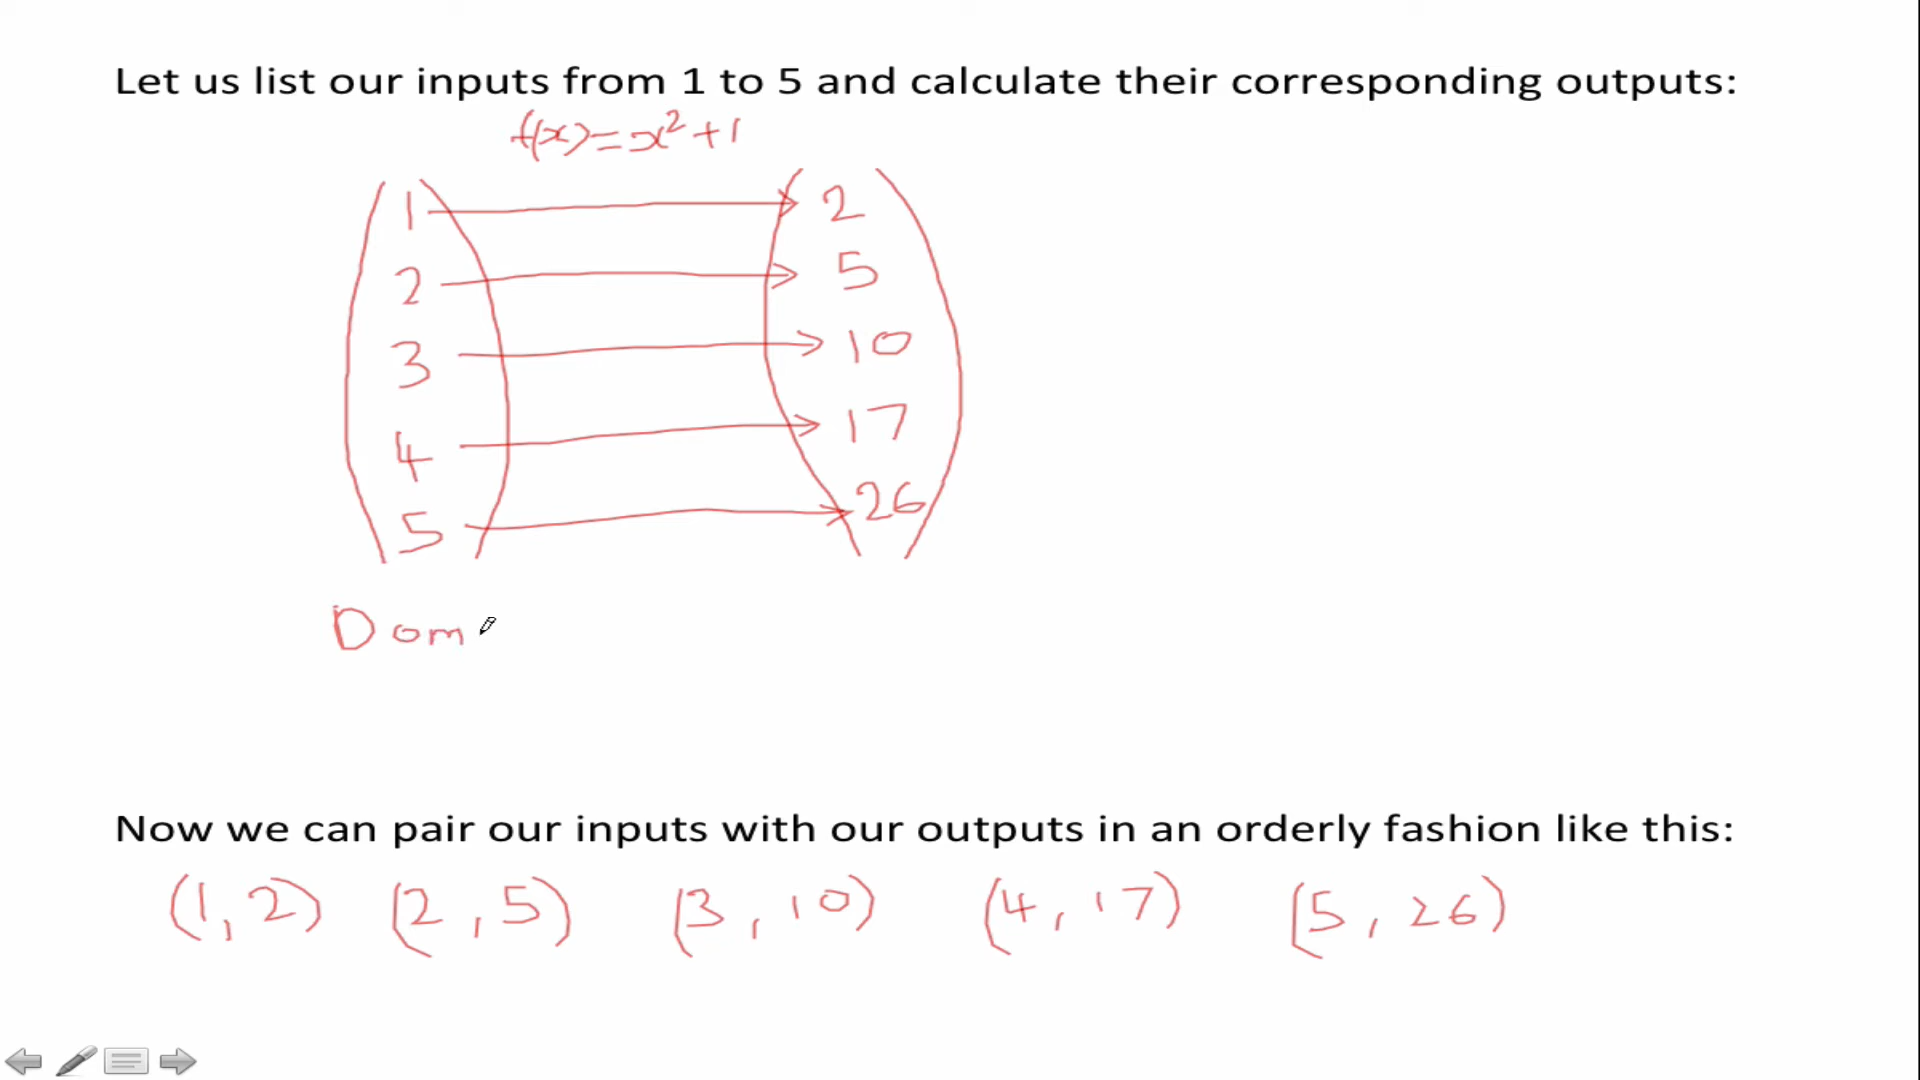 Let us list our inputs from 1 to 5 and calculate their corresponding outputs:
f(x)=x²+1
1 2
2 5
3 10
4 17
5 26
Dom
Now we can pair our inputs with our outputs in an orderly fashion like this:
(1,2) (2,5) (3,10) (4,17) (5,26)